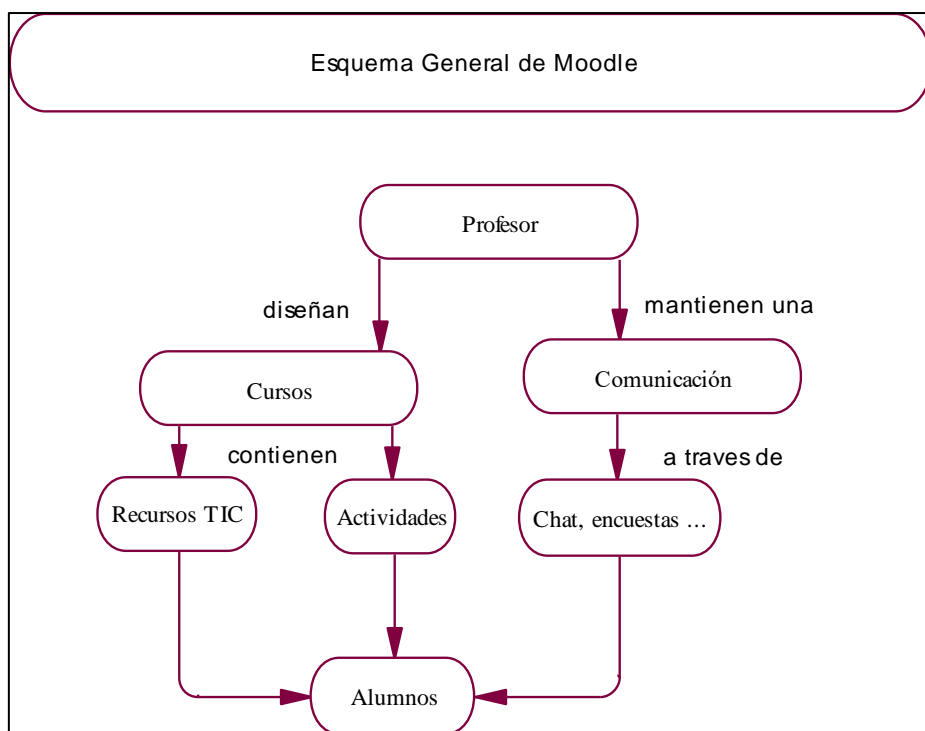 Esquema General de Moodle
Profesor
diseñan
mantienen una
Cursos
Comunicación
contienen
a traves de
Recursos TIC
Actividades
Chat, encuestas ...
Alumnos